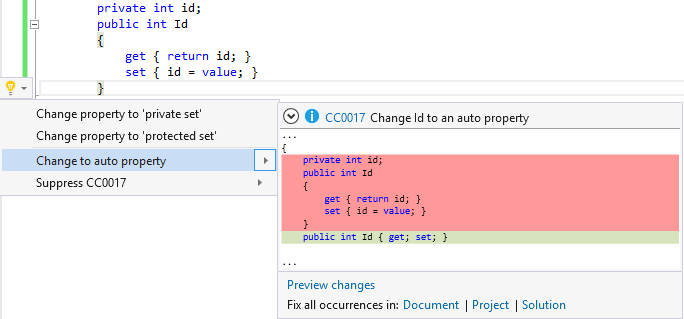 private int id;
public int Id
{
get { return id; }
set { id = value; }
}
Change property to 'private set'
Change property to 'protected set'
Change to auto property
Suppress CC0017
CC0017 Change Id to an auto property
...
{
private int id;
public int Id
{
get { return id; }
set { id = value; }
}
public int Id { get; set; }
...
Preview changes
Fix all occurrences in: Document | Project | Solution